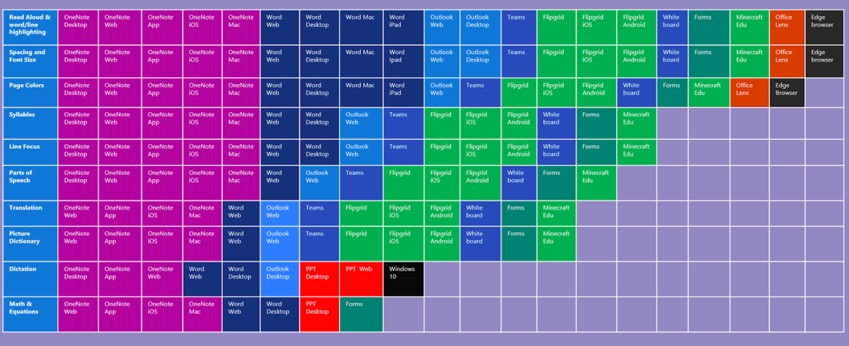 Read Aloud & word/line highlighting OneNote Desktop OneNote Web OneNote App OneNote iOS OneNote Mac Word Web Word Desktop Word Mac Word iPad Outlook Web Outlook Desktop Teams Flipgrid Flipgrid iOS Flipgrid Android White board Forms Minecraft Edu Office Lens Edge browser
Spacing and Font Size OneNote Desktop OneNote Web OneNote App OneNote iOS OneNote Mac Word Web Word Desktop Word Mac Word Ipad Outlook Web Outlook Desktop Teams Flipgrid Flipgrid iOS Flipgrid Android White board Forms Minecraft Edu Office Lens Edge browser
Page Colors OneNote Desktop OneNote Web OneNote App OneNote iOS OneNote Mac Word Web Word Desktop Word Mac Word iPad Outlook Web Teams Flipgrid Flipgrid iOS Flipgrid Android White board Forms Minecraft Edu Office Lens Edge Browser
Syllables OneNote Desktop OneNote Web OneNote App OneNote iOS OneNote Mac Word Web Word Desktop Outlook Web Teams Flipgrid Flipgrid iOS Flipgrid Android White board Forms Minecraft Edu
Line Focus OneNote Desktop OneNote Web OneNote App OneNote iOS OneNote Mac Word Web Word Desktop Outlook Web Teams Flipgrid Flipgrid iOS Flipgrid Android White board Forms Minecraft Edu
Parts of Speech OneNote Desktop OneNote Web OneNote App OneNote iOS OneNote Mac Word Web Outlook Web Teams Flipgrid Flipgrid iOS Flipgrid Android White board Forms Minecraft Edu
Translation OneNote Web OneNote App OneNote iOS OneNote Mac Word Web Outlook Web Teams Flipgrid Flipgrid iOS Flipgrid Android White board Forms Minecraft Edu
Picture Dictionary OneNote Web OneNote App OneNote iOS OneNote Mac Word Web Outlook Web Teams Flipgrid Flipgrid iOS Flipgrid Android White board Forms Minecraft Edu
Dictation OneNote Desktop OneNote App OneNote Web Word Web Word Desktop Outlook Desktop PPT Desktop PPT Web Windows 10
Math & Equations OneNote Web OneNote App OneNote iOS OneNote Mac Word Web Word Desktop PPT Desktop Forms